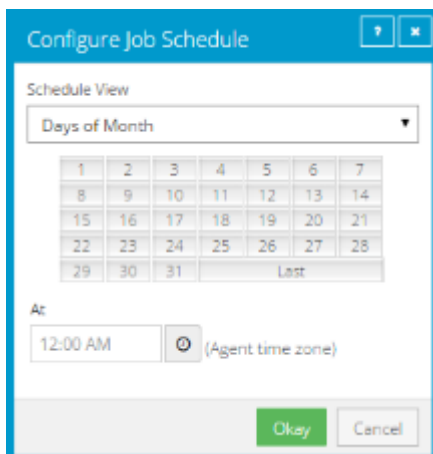 Configure Job Schedule ? ×
Schedule View
Days of Month
1 2 3 4 5 6 7
8 9 10 11 12 13 14
15 16 17 18 19 20 21
22 23 24 25 26 27 28
29 30 31 Last
At
12:00 AM (Agent time zone)
Okay Cancel